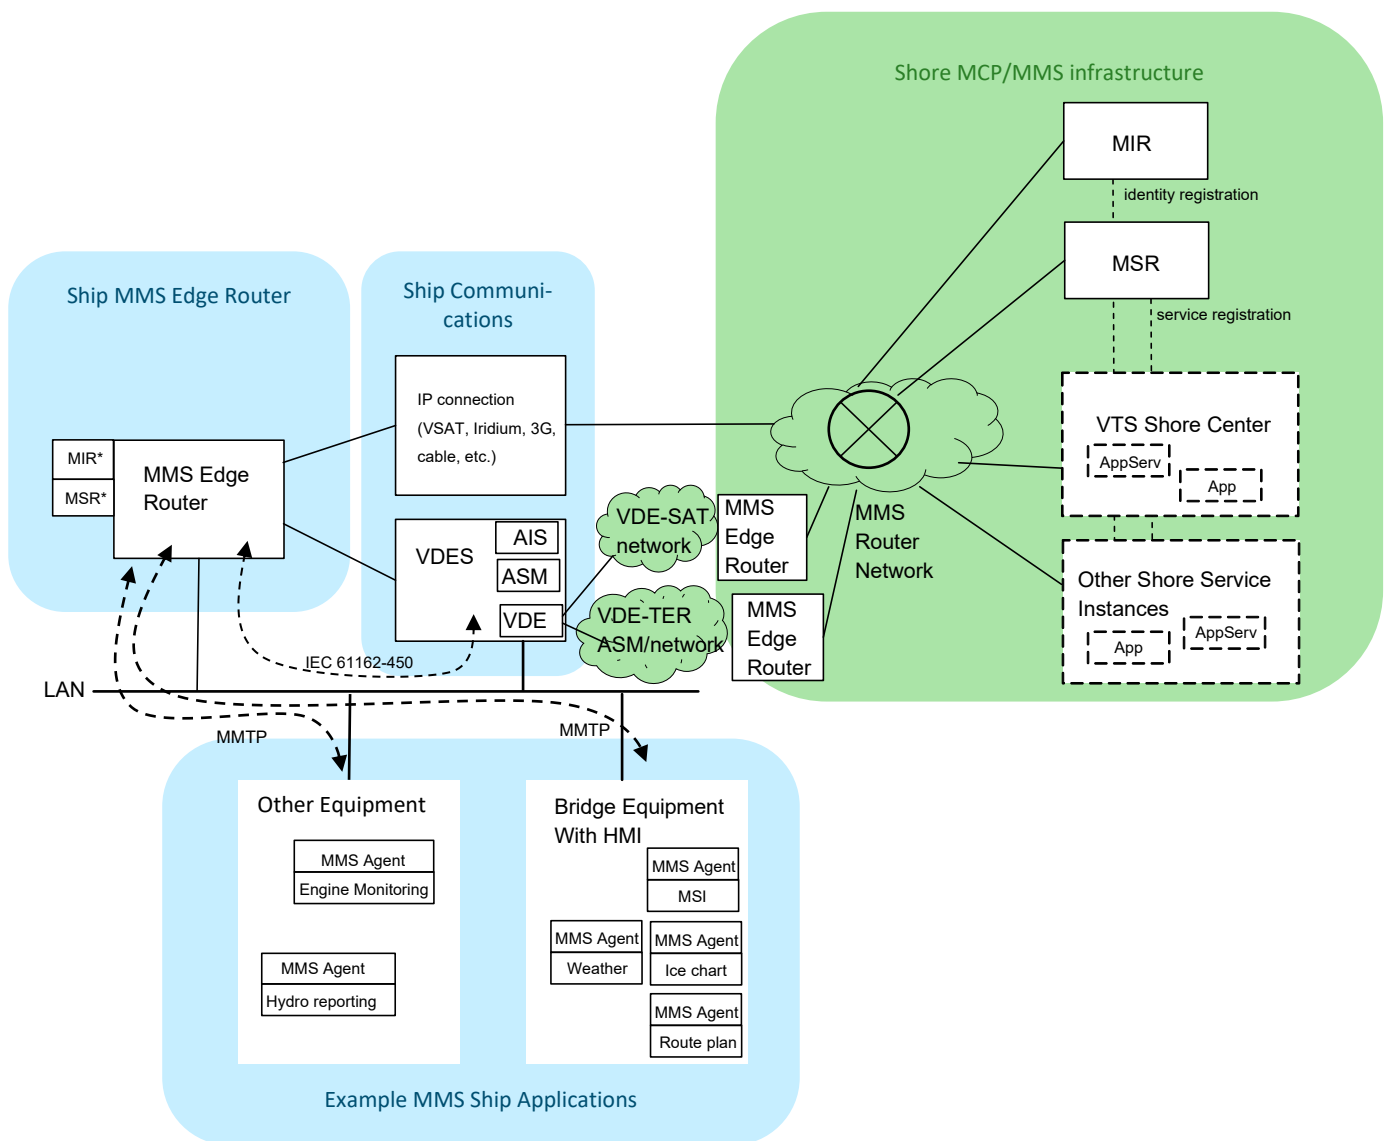 Shore MCP/MMS infrastructure
MIR
identity registration
MSR
service registration
Ship MMS Edge Router
Ship Communi-
cations
IP connection
(VSAT, Iridium, 3G,
cable, etc.)
MIR*
MSR*
MMS Edge
Router
VDES
AIS
ASM
VDE
VDE-SAT
network
VDE-TER
ASM/network
MMS
Edge
Router
MMS
Edge
Router
MMS
Router
Network
VTS Shore Center
AppServ
App
Other Shore Service
Instances
App
AppServ
IEC 61162-450
LAN
MMTP
MMTP
Other Equipment
MMS Agent
Engine Monitoring
MMS Agent
Hydro reporting
Bridge Equipment
With HMI
MMS Agent
MSI
MMS Agent
Weather
MMS Agent
Ice chart
MMS Agent
Route plan
Example MMS Ship Applications